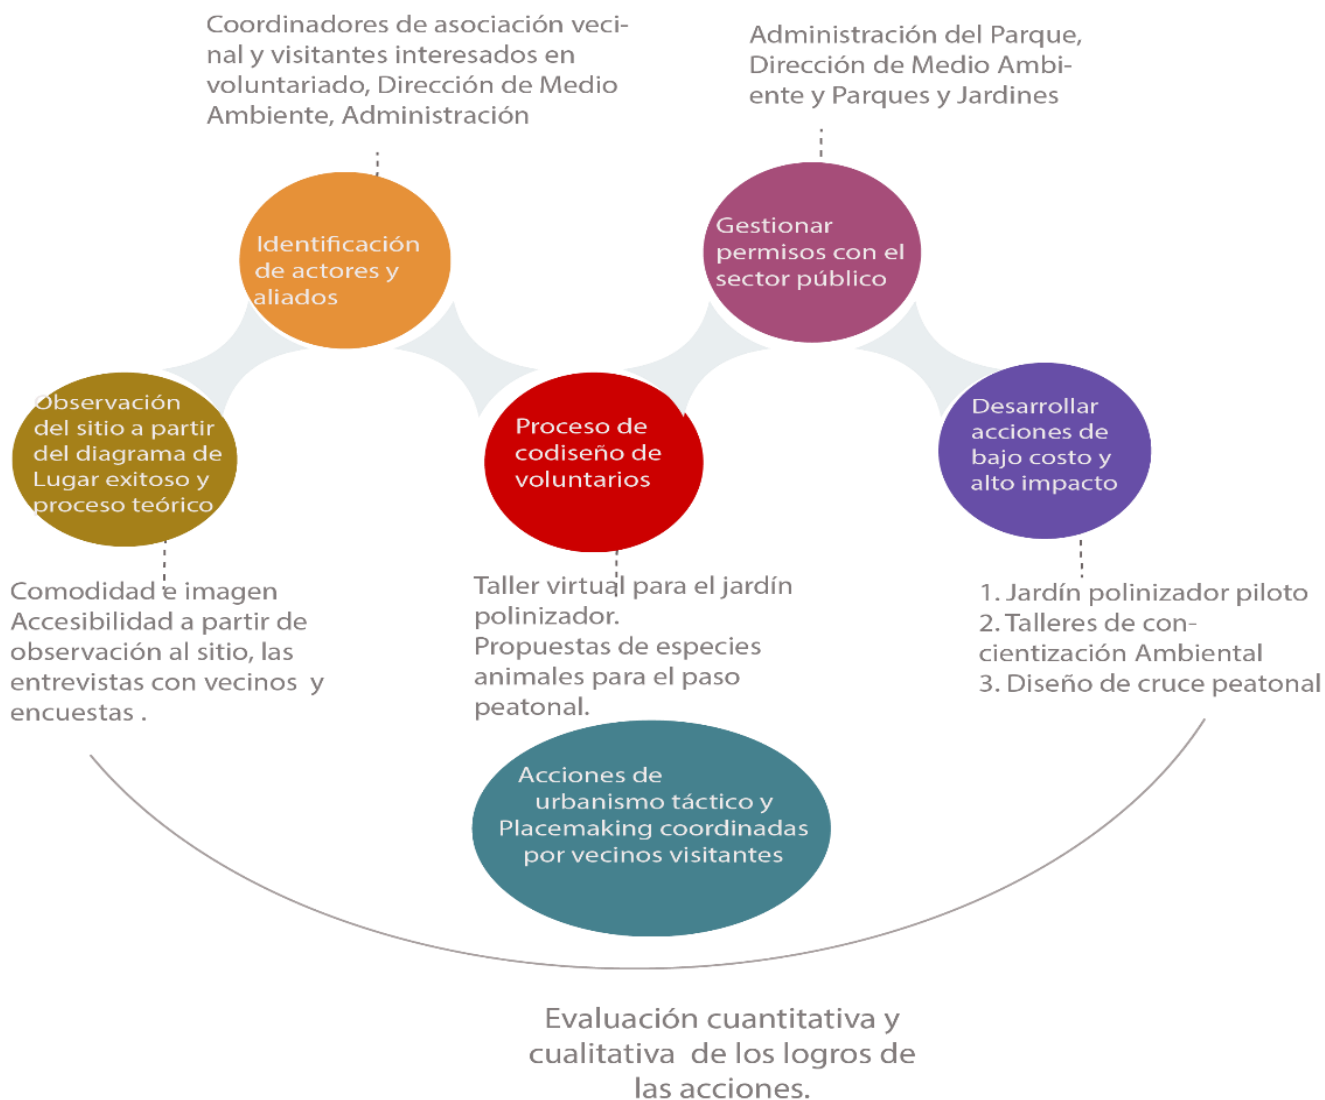 Coordinadores de asociación veci-
nal y visitantes interesados en
voluntariado, Dirección de Medio
Ambiente, Administración
Administración del Parque,
Dirección de Medio Ambi-
ente y Parques y Jardines
Identificación
de actores y
aliados
Gestionar
permisos con el
sector público
Observación
del sitio a partir
del diagrama de
Lugar exitoso y
proceso teórico
Proceso de
codiseño de
voluntarios
Desarrollar
acciones de
bajo costo y
alto impacto
Comodidad e imagen
Accesibilidad a partir de
observación al sitio, las
entrevistas con vecinos y
encuestas .
Taller virtual para el jardín
polinizador.
Propuestas de especies
animales para el paso
peatonal.
1. Jardín polinizador piloto
2. Talleres de con-
cientización Ambiental
3. Diseño de cruce peatonal
Acciones de
urbanismo táctico y
Placemaking coordinadas
por vecinos visitantes
Evaluación cuantitativa y
cualitativa de los logros de
las acciones.